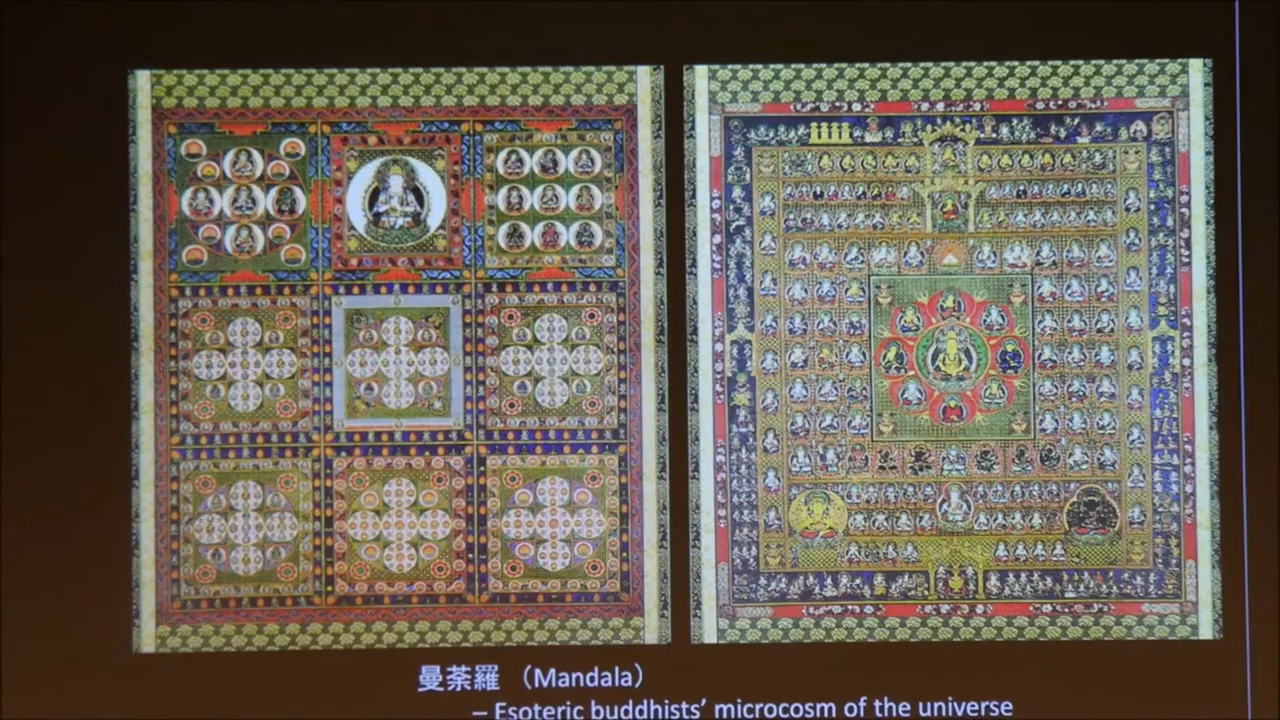 曼荼羅 (Mandala)
– Esoteric buddhists’ microcosm of the universe